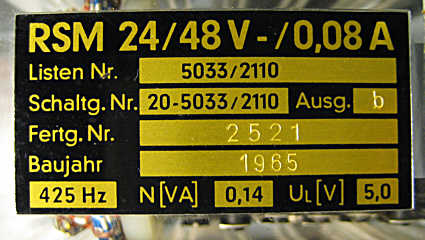 RSM 24/48 V-/0,08 A
Listen Nr. 5033/2110
Schaltg. Nr. 20-5033/2110 Ausg. b
Fertg. Nr. 2521
Baujahr 1965
425 Hz N [VA] 0,14 UL [V] 5,0